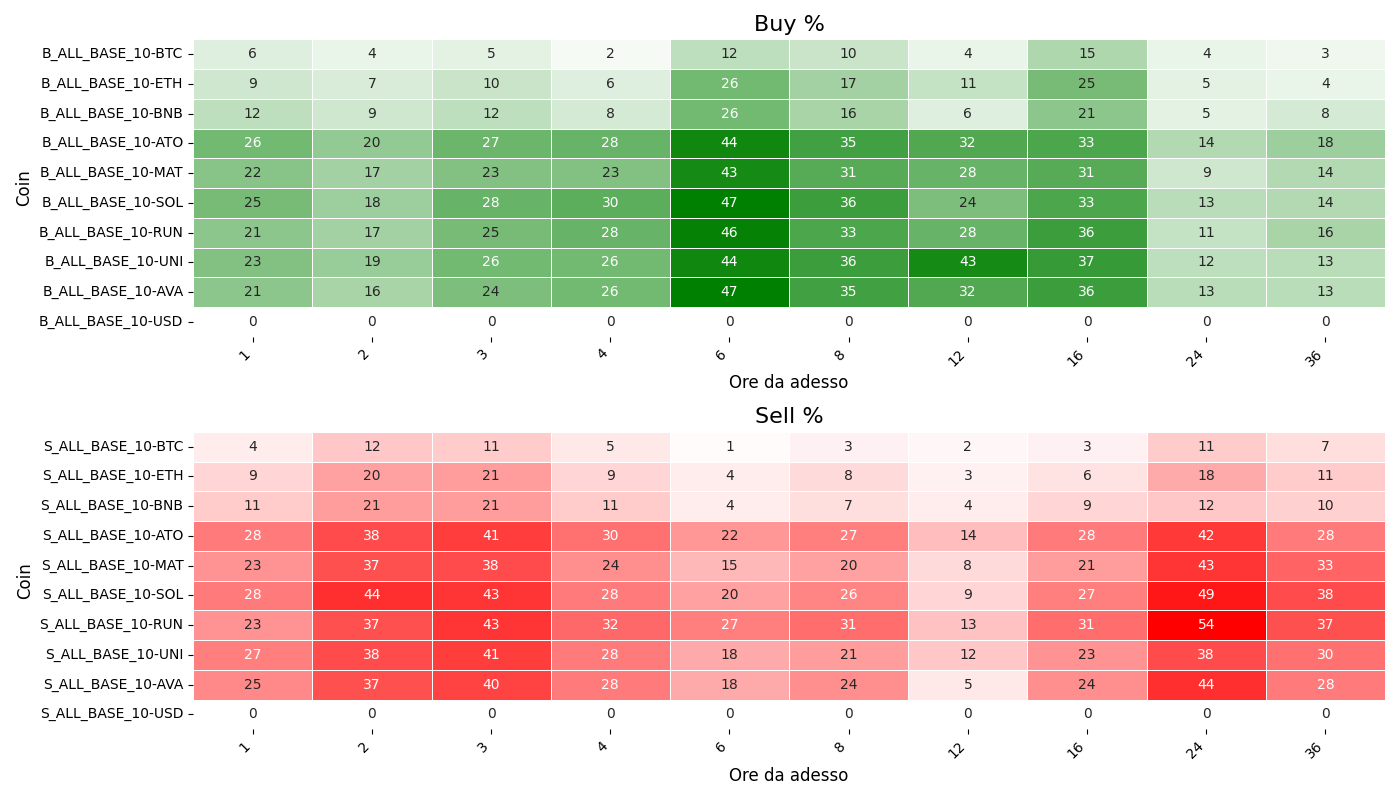 Buy %
Coin
B_ALL_BASE_10-BTC 6 4 5 2 12 10 4 15 4 3
B_ALL_BASE_10-ETH 9 7 10 6 26 17 11 25 5 4
B_ALL_BASE_10-BNB 12 9 12 8 26 16 6 21 5 8
B_ALL_BASE_10-ATO 26 20 27 28 44 35 32 33 14 18
B_ALL_BASE_10-MAT 22 17 23 23 43 31 28 31 9 14
B_ALL_BASE_10-SOL 25 18 28 30 47 36 24 33 13 14
B_ALL_BASE_10-RUN 21 17 25 28 46 33 28 36 11 16
B_ALL_BASE_10-UNI 23 19 26 26 44 36 43 37 12 13
B_ALL_BASE_10-AVA 21 16 24 26 47 35 32 36 13 13
B_ALL_BASE_10-USD 0 0 0 0 0 0 0 0 0 0
1 2 3 4 6 8 12 16 24 36
Ore da adesso
Sell %
Coin
S_ALL_BASE_10-BTC 4 12 11 5 1 3 2 3 11 7
S_ALL_BASE_10-ETH 9 20 21 9 4 8 3 6 18 11
S_ALL_BASE_10-BNB 11 21 21 11 4 7 4 9 12 10
S_ALL_BASE_10-ATO 28 38 41 30 22 27 14 28 42 28
S_ALL_BASE_10-MAT 23 37 38 24 15 20 8 21 43 33
S_ALL_BASE_10-SOL 28 44 43 28 20 26 9 27 49 38
S_ALL_BASE_10-RUN 23 37 43 32 27 31 13 31 54 37
S_ALL_BASE_10-UNI 27 38 41 28 18 21 12 23 38 30
S_ALL_BASE_10-AVA 25 37 40 28 18 24 5 24 44 28
S_ALL_BASE_10-USD 0 0 0 0 0 0 0 0 0 0
1 2 3 4 6 8 12 16 24 36
Ore da adesso